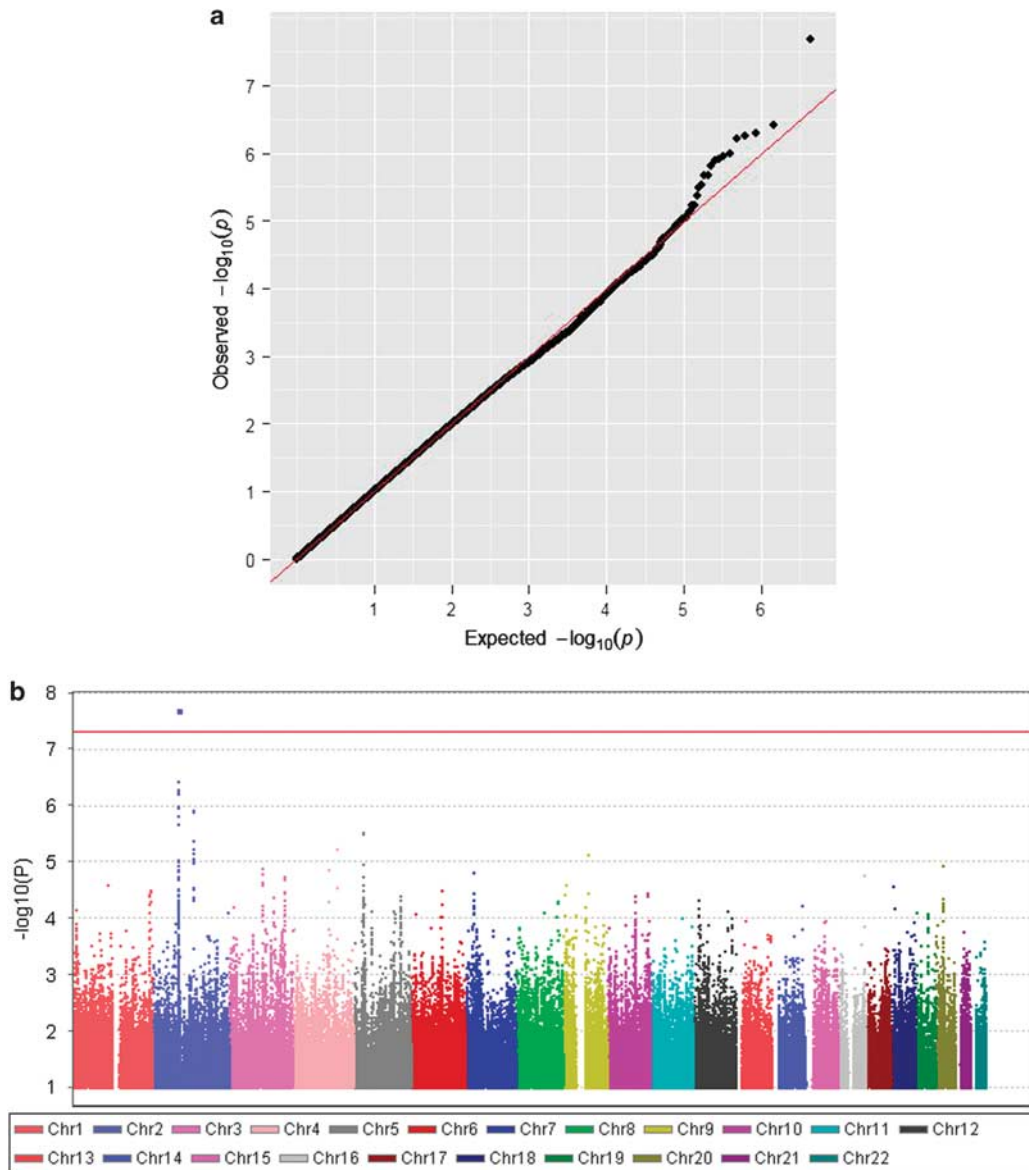 a
7
6
5
4
3
2
1
0
Observed −log10(p)
1 2 3 4 5 6
Expected −log10(p)
b
8
7
6
5
4
3
2
1
-log10(P)
Chr1 Chr2 Chr3 Chr4 Chr5 Chr6 Chr7 Chr8 Chr9 Chr10 Chr11 Chr12
Chr13 Chr14 Chr15 Chr16 Chr17 Chr18 Chr19 Chr20 Chr21 Chr22